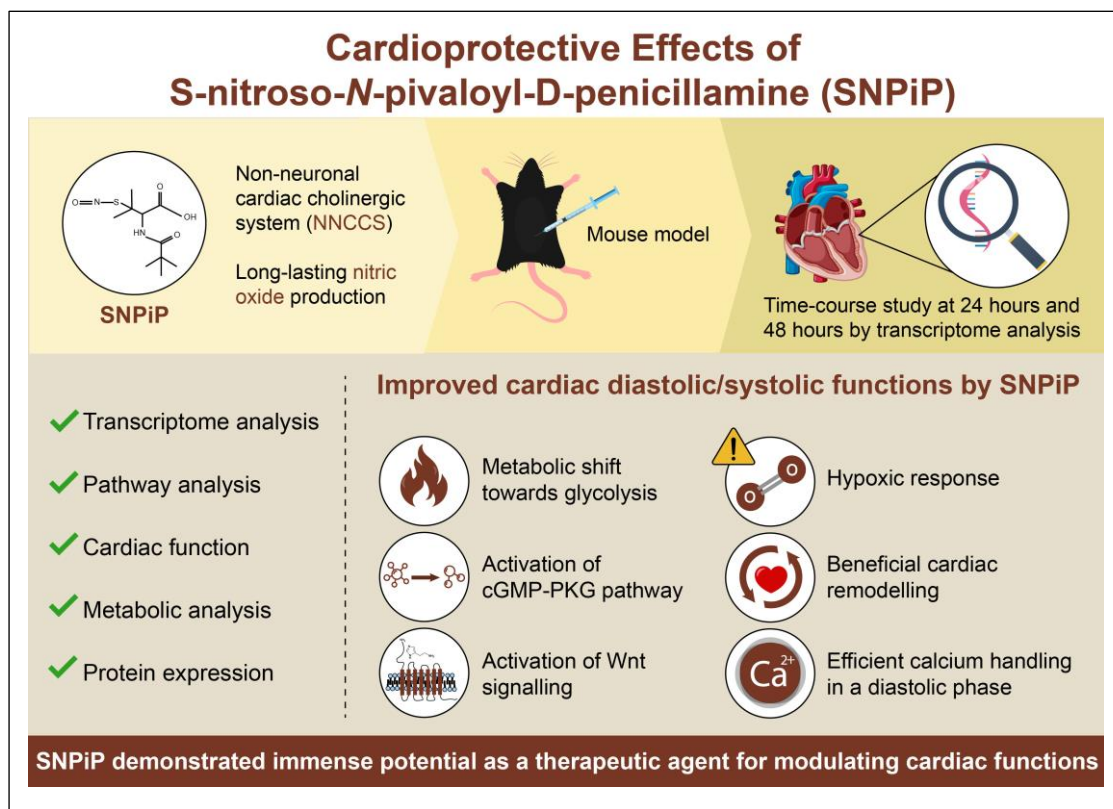 Cardioprotective Effects of
S-nitroso-N-pivaloyl-D-penicillamine (SNPiP)
O=N-S
O
OH
NH
O
SNPiP
Non-neuronal
cardiac cholinergic
system (NNCCS)
Long-lasting nitric
oxide production
Mouse model
Time-course study at 24 hours and
48 hours by transcriptome analysis
Transcriptome analysis
Pathway analysis
Cardiac function
Metabolic analysis
Protein expression
Improved cardiac diastolic/systolic functions by SNPiP
Metabolic shift
towards glycolysis
!
O O
Hypoxic response
Activation of
cGMP-PKG pathway
Beneficial cardiac
remodelling
Activation of Wnt
signalling
Ca2+
Efficient calcium handling
in a diastolic phase
SNPiP demonstrated immense potential as a therapeutic agent for modulating cardiac functions